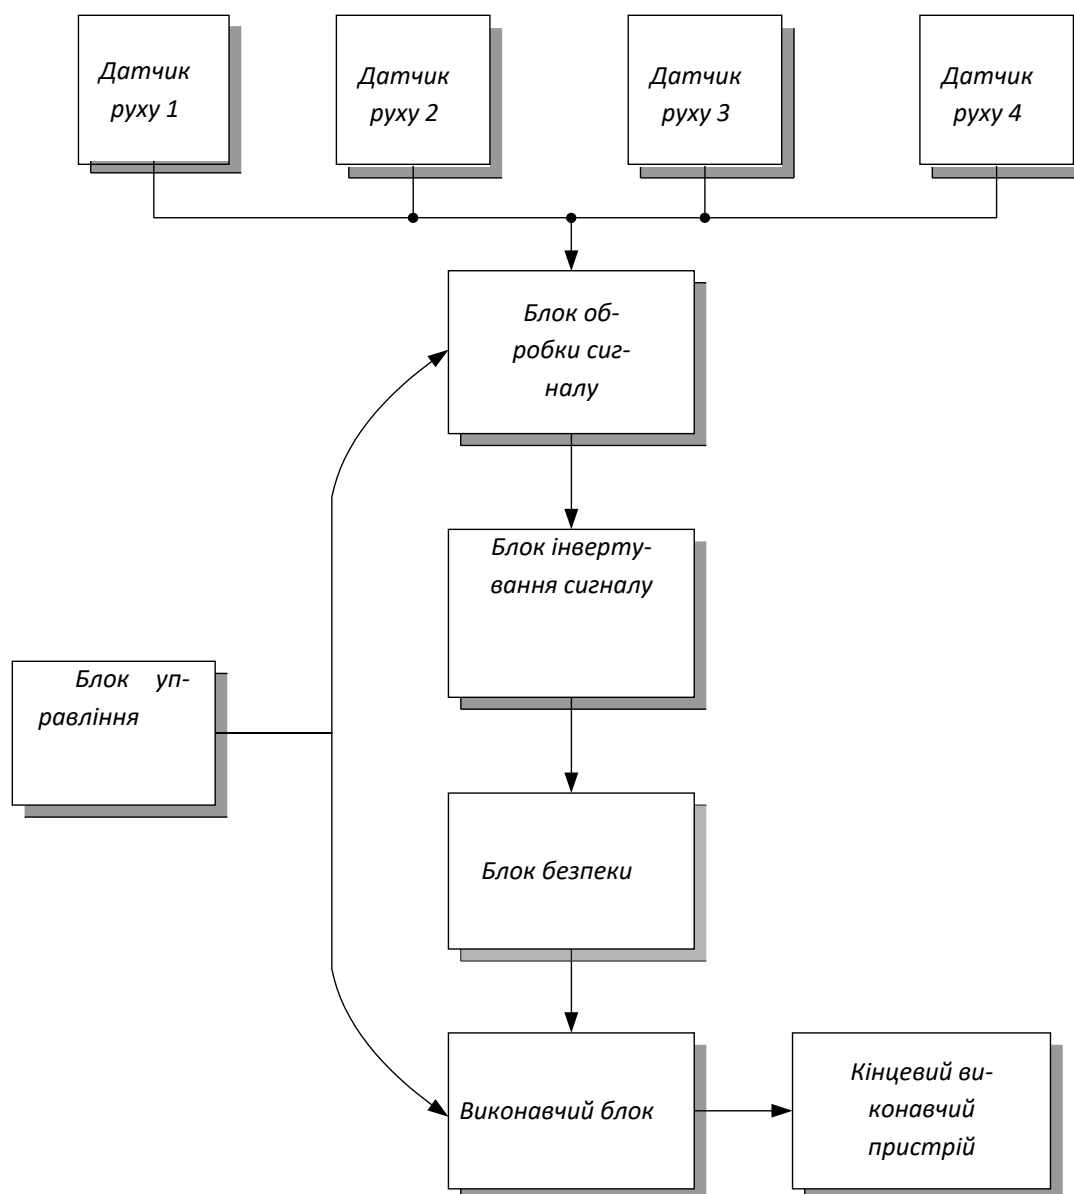 Датчик
руху 1
Датчик
руху 2
Датчик
руху 3
Датчик
руху 4
Блок об-
робки сиг-
налу
Блок інверту-
вання сигналу
Блок уп-
равління
Блок безпеки
Виконавчий блок
Кінцевий ви-
конавчий
пристрій